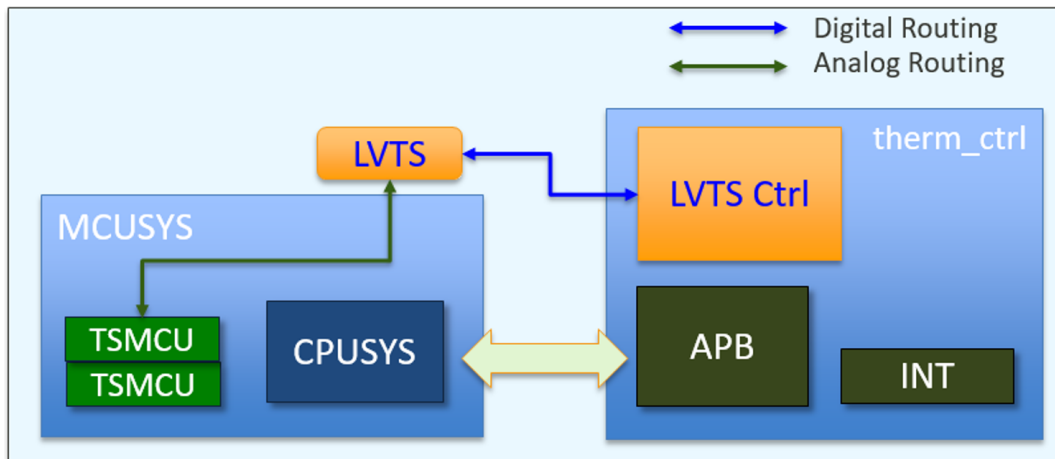 Digital Routing
Analog Routing
therm_ctrl
LVTS
LVTS Ctrl
MCUSYS
TSMCU
TSMCU
CPUSYS
APB
INT